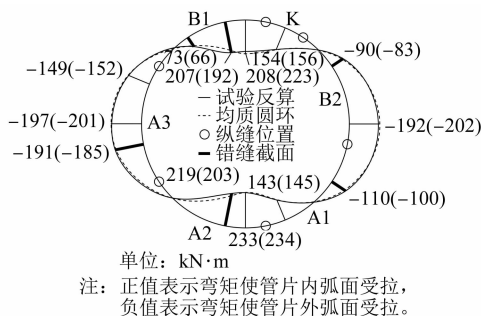 B1
K
73(66)
154(156)
-90(-83)
-149(-152)
207(192)
208(223)
B2
试验反算
均质圆环
纵缝位置
错缝截面
-197(-201)
A3
-192(-202)
-191(-185)
219(203)
143(145)
-110(-100)
A2
A1
233(234)
单位：kN·m
注：正值表示弯矩使管片内弧面受拉，
负值表示弯矩使管片外弧面受拉。